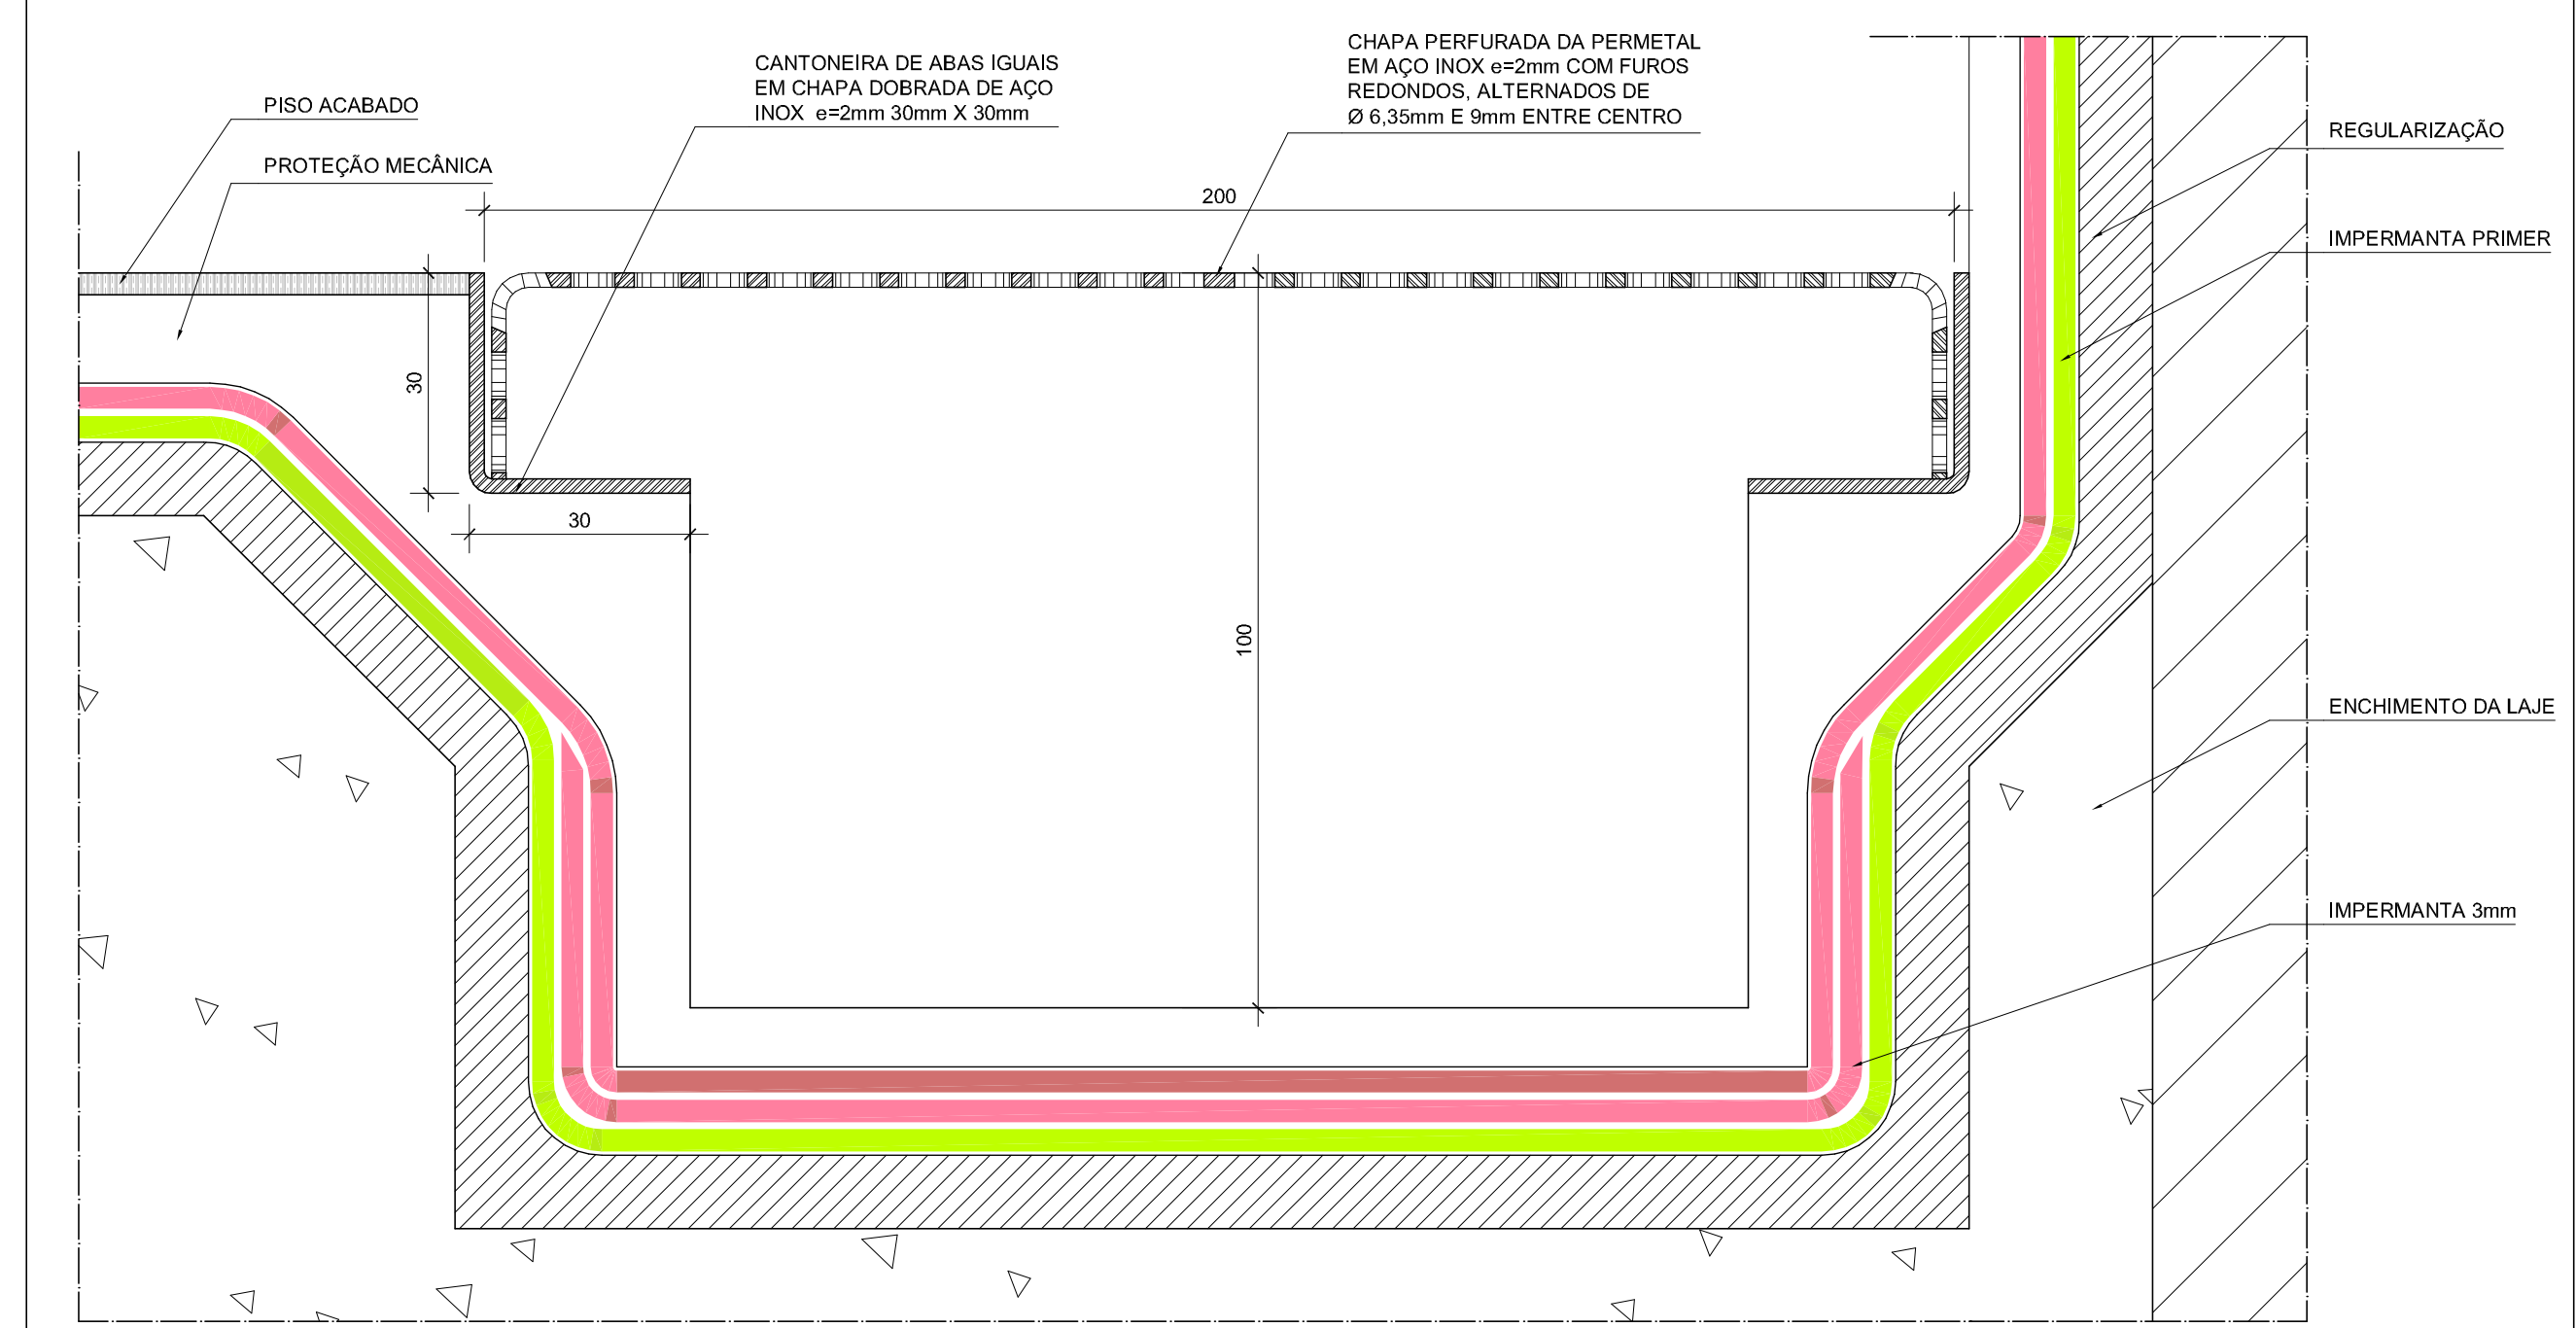 CHAPA PERFURADA DA PERMETAL
EM AÇO INOX e=2mm COM FUROS
REDONDOS, ALTERNADOS DE
Ø 6,35mm E 9mm ENTRE CENTRO
CANTONEIRA DE ABAS IGUAIS
EM CHAPA DOBRADA DE AÇO
INOX e=2mm 30mm X 30mm
PISO ACABADO
PROTEÇÃO MECÂNICA
REGULARIZAÇÃO
200
IMPERMANTA PRIMER
30
30
100
ENCHIMENTO DA LAJE
IMPERMANTA 3mm